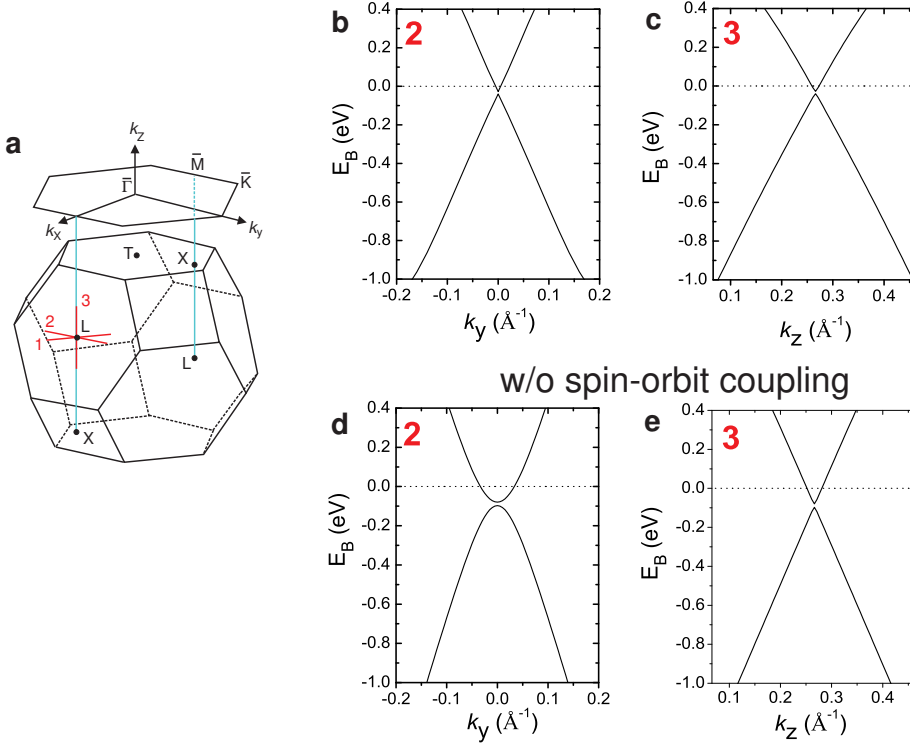 a
k_Z
M̄
K̄
Γ̄
k_X
k_y
T
X
3
2
L
1
L
X
b
2
0.4
0.2
0.0
-0.2
-0.4
-0.6
-0.8
-1.0
E_B (eV)
-0.2 -0.1 0.0 0.1 0.2
k_y (Å⁻¹)
c
3
0.4
0.2
0.0
-0.2
-0.4
-0.6
-0.8
-1.0
E_B (eV)
0.1 0.2 0.3 0.4
k_z (Å⁻¹)
w/o spin-orbit coupling
d
2
0.4
0.2
0.0
-0.2
-0.4
-0.6
-0.8
-1.0
E_B (eV)
-0.2 -0.1 0.0 0.1 0.2
k_y (Å⁻¹)
e
3
0.4
0.2
0.0
-0.2
-0.4
-0.6
-0.8
-1.0
E_B (eV)
0.1 0.2 0.3 0.4
k_z (Å⁻¹)